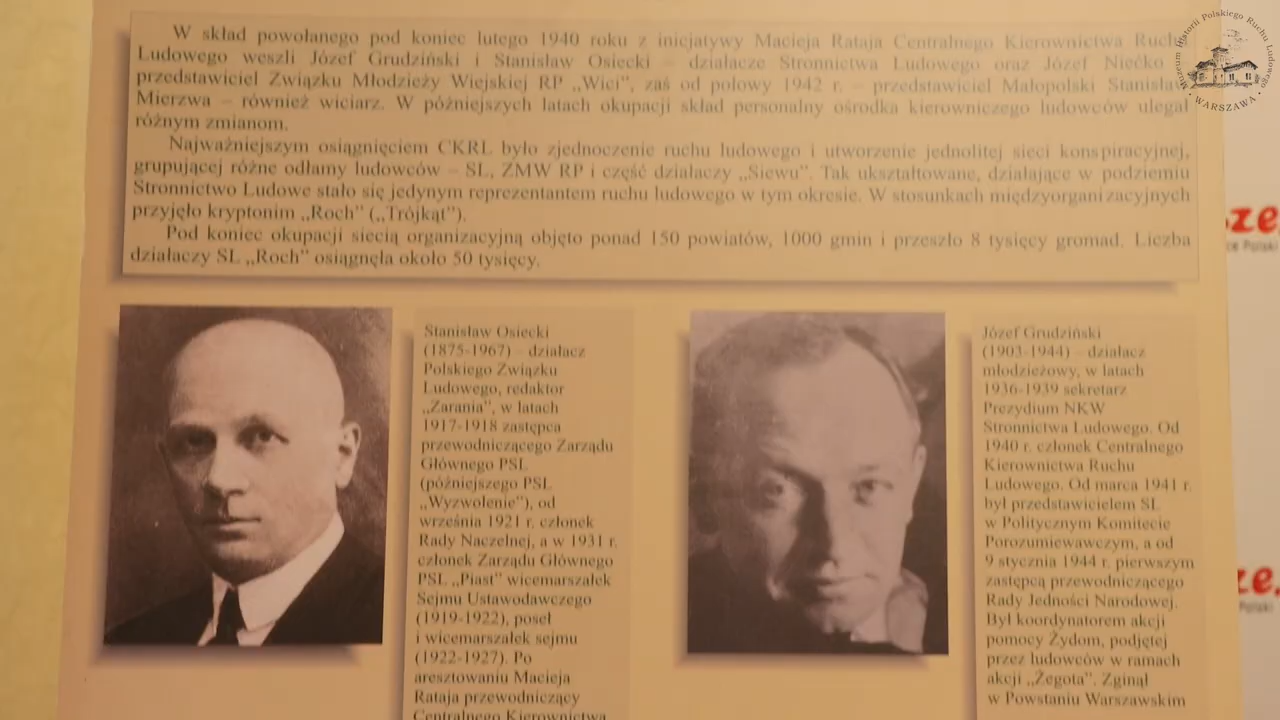 W skład powołanego pod koniec lutego 1940 roku z inicjatywy Macieja Rataja Centralnego Kierownictwa Ruchu
Ludowego weszli Józef Grudziński i Stanisław Osiecki – działacze Stronnictwa Ludowego oraz Józef Niećko –
przedstawiciel Związku Młodzieży Wiejskiej RP „Wici”, zaś od połowy 1942 r. – przedstawiciel Małopolski Stanisław
Mierzwa – również wiciarz. W późniejszych latach okupacji skład personalny ośrodka kierowniczego ludowców ulegał
różnym zmianom.
Najważniejszym osiągnięciem CKRL było zjednoczenie ruchu ludowego i utworzenie jednolitej sieci konspiracyjnej,
grupującej różne odłamy ludowców – SL, ZMW RP i część działaczy „Siewu”. Tak ukształtowane, działające w podziemiu
Stronnictwo Ludowe stało się jedynym reprezentantem ruchu ludowego w tym okresie. W stosunkach międzyorganizacyjnych
przyjęło kryptonim „Roch” („Trójkąt”).
Pod koniec okupacji siecią organizacyjną objęto ponad 150 powiatów, 1000 gmin i przeszło 8 tysięcy gromad. Liczba
działaczy SL „Roch” osiągnęła około 50 tysięcy.
Stanisław Osiecki
(1875-1967) – działacz
Polskiego Związku
Ludowego, redaktor
„Zarania”, w latach
1917-1918 zastępca
przewodniczącego Zarządu
Głównego PSL
(późniejszego PSL
„Wyzwolenie”), od
września 1921 r. członek
Rady Naczelnej, a w 1931 r.
członek Zarządu Głównego
PSL „Piast” wicemarszałek
Sejmu Ustawodawczego
(1919-1922), poseł
i wicemarszałek sejmu
(1922-1927). Po
aresztowaniu Macieja
Rataja przewodniczący
Centralnego Kierownictwa
Józef Grudziński
(1903-1944) – działacz
młodzieżowy, w latach
1936-1939 sekretarz
Prezydium NKW
Stronnictwa Ludowego. Od
1940 r. członek Centralnego
Kierownictwa Ruchu
Ludowego. Od marca 1941 r.
był przedstawicielem SL
w Politycznym Komitecie
Porozumiewawczym, a od
9 stycznia 1944 r. pierwszym
zastępcą przewodniczącego
Rady Jedności Narodowej.
Był koordynatorem akcji
pomocy Żydom, podjętej
przez ludowców w ramach
akcji „Żegota”. Zginął
w Powstaniu Warszawskim
Muzeum Historii Polskiego Ruchu Ludowego
• WARSZAWA •
ce Polski
Polski